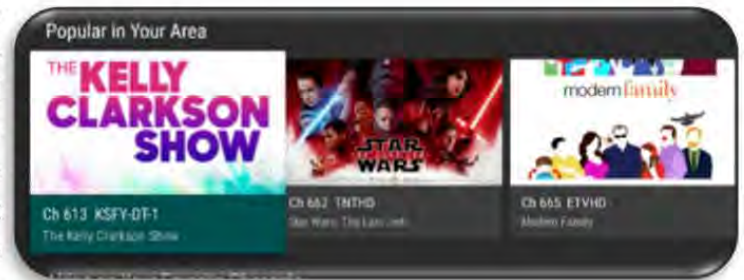 Popular in Your Area
THE KELLY
CLARKSON
SHOW
STAR
WARS
modern family
Ch 613 KSFY-DT-1
The Kelly Clarkson Show
Ch 662 TNTHD
Star Wars: The Last Jedi
Ch 665 ETVHD
Modern Family